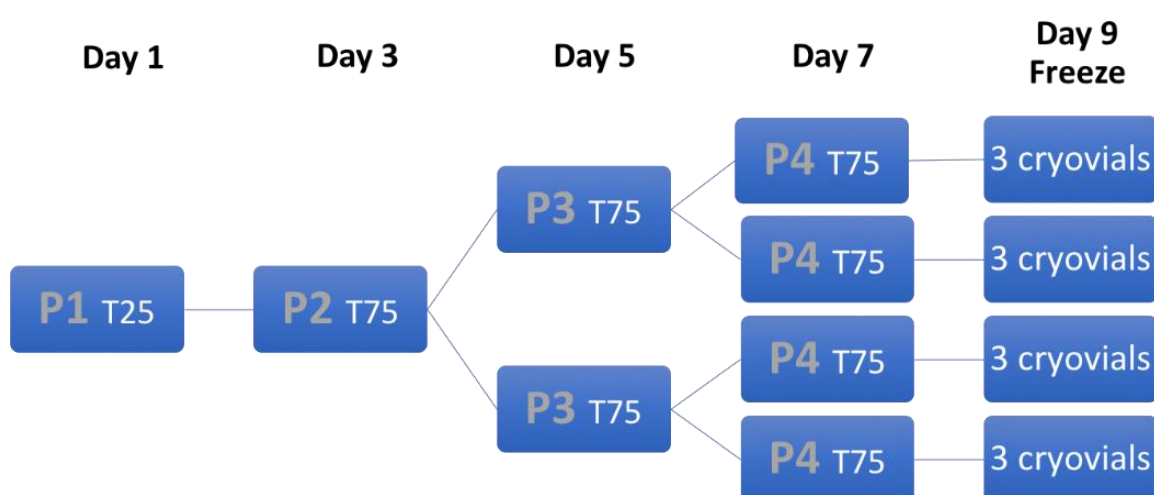 Day 1
Day 3
Day 5
Day 7
Day 9
Freeze
P1 T25
P2 T75
P3 T75
P3 T75
P4 T75
P4 T75
P4 T75
P4 T75
3 cryovials
3 cryovials
3 cryovials
3 cryovials